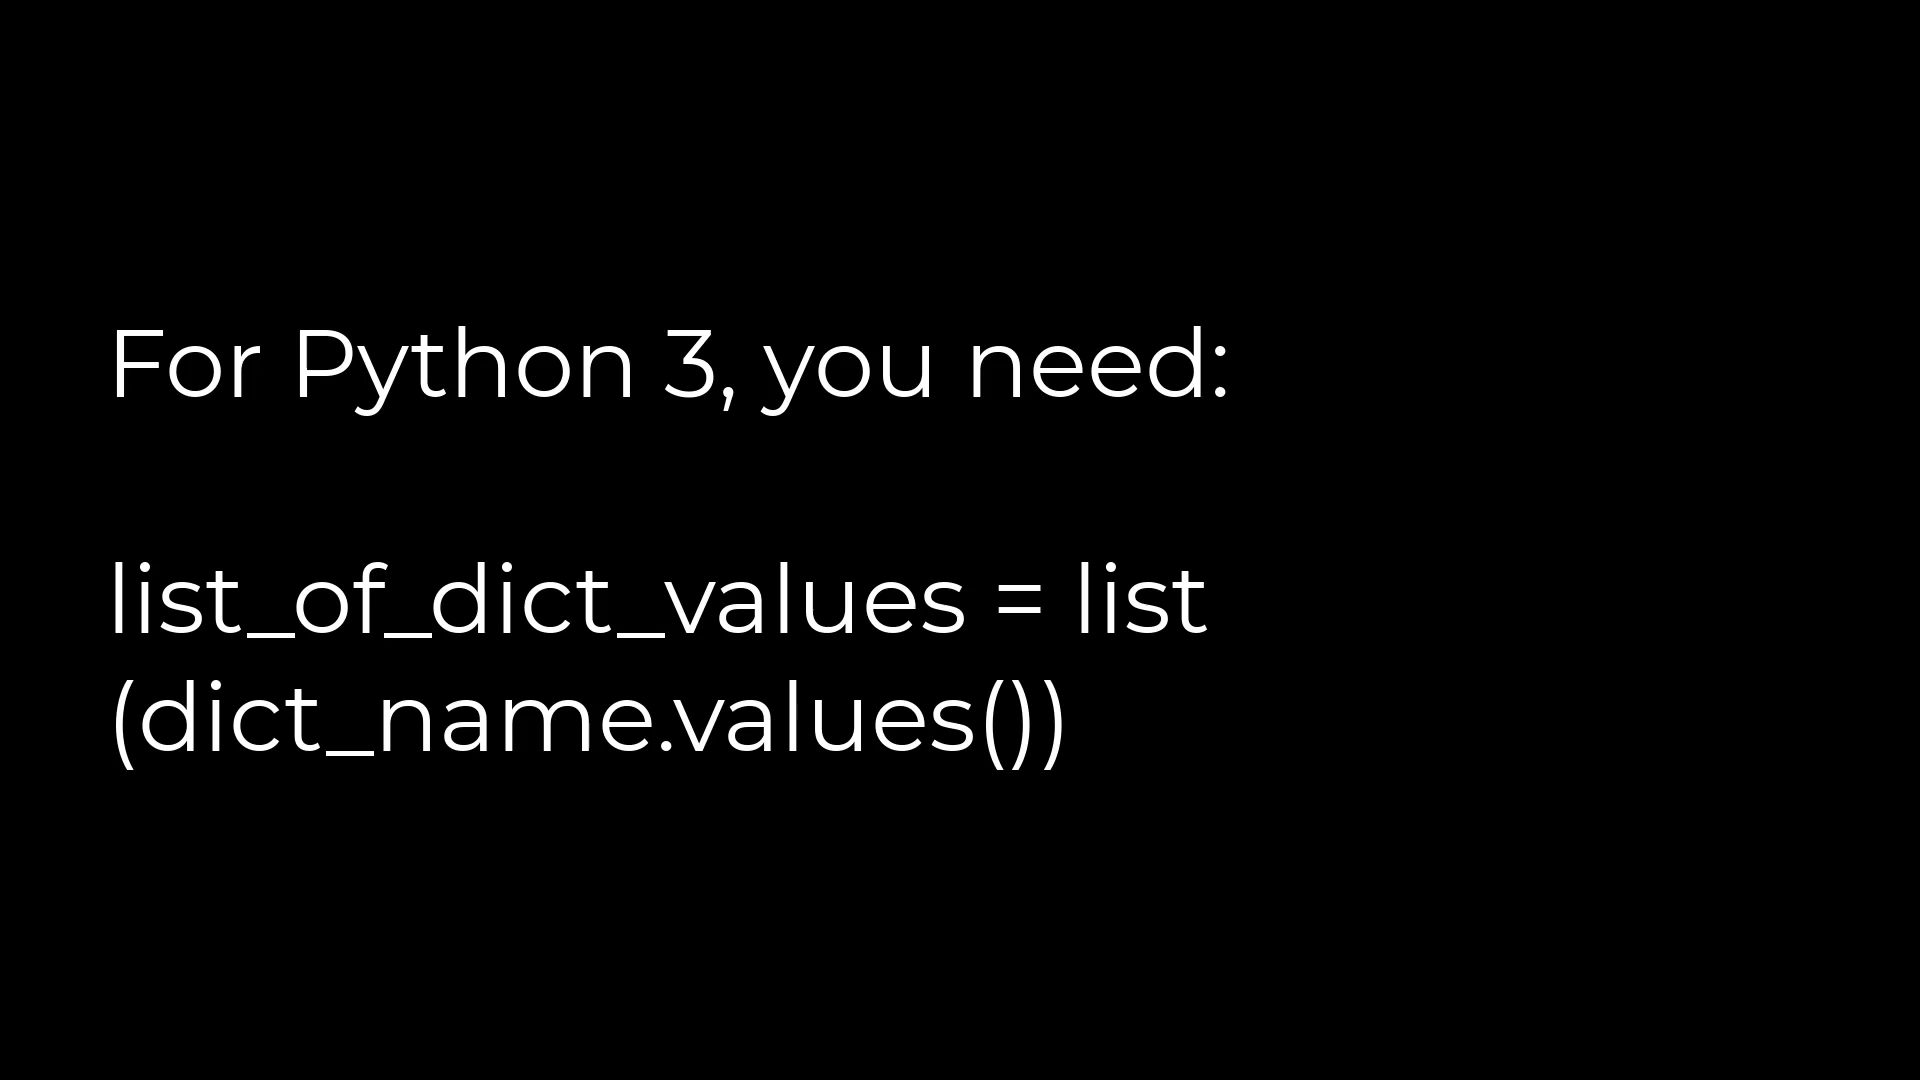 For Python 3, you need:
list_of_dict_values = list
(dict_name.values())